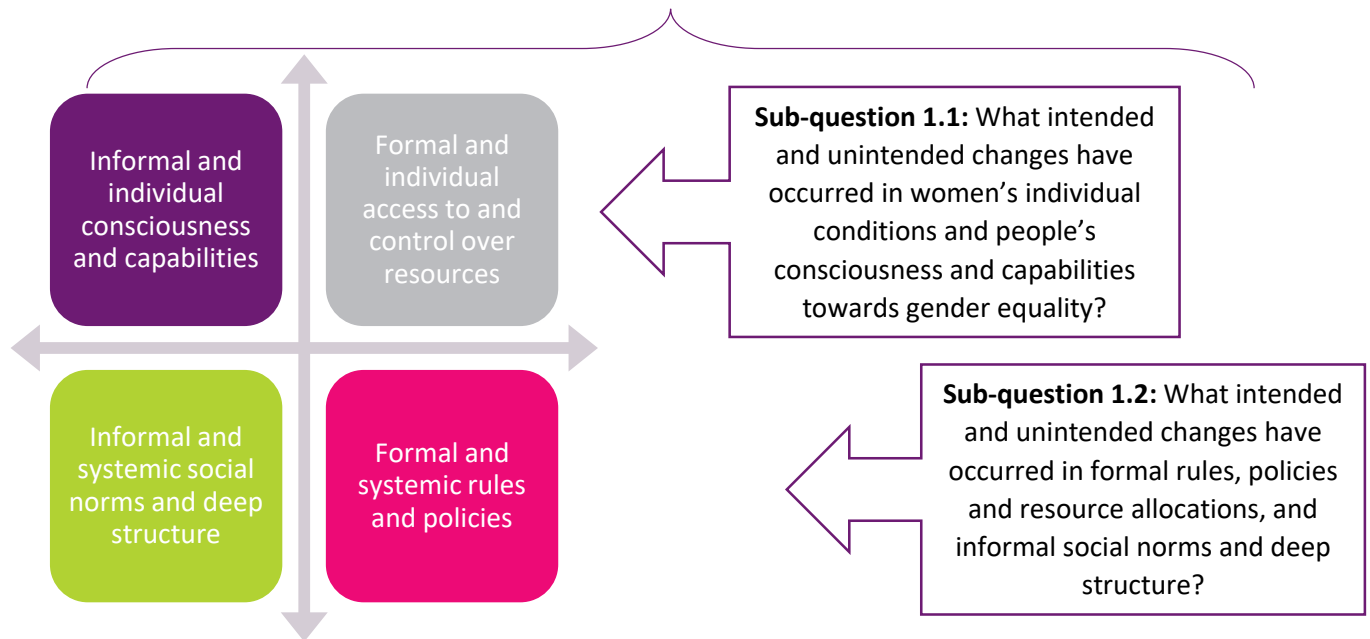 Informal and
individual
consciousness
and capabilities
Formal and
individual
access to and
control over
resources
Sub-question 1.1: What intended
and unintended changes have
occurred in women’s individual
conditions and people’s
consciousness and capabilities
towards gender equality?
Informal and
systemic social
norms and deep
structure
Formal and
systemic rules
and policies
Sub-question 1.2: What intended
and unintended changes have
occurred in formal rules, policies
and resource allocations, and
informal social norms and deep
structure?